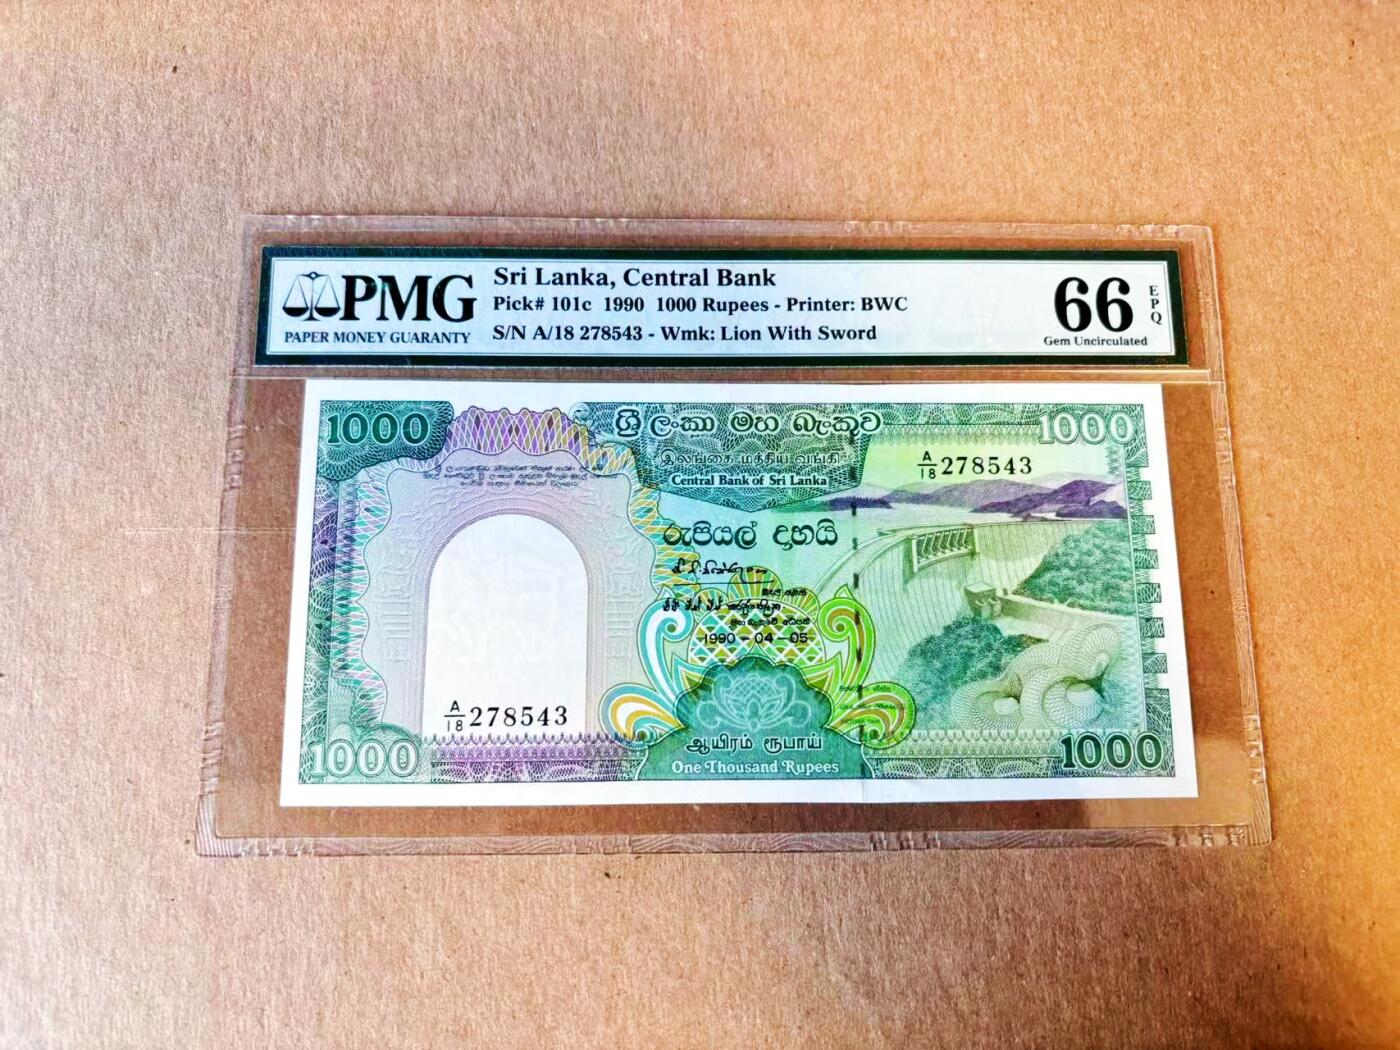 PMG
PAPER MONEY GUARANTY
Sri Lanka, Central Bank
Pick# 101c 1990 1000 Rupees - Printer: BWC
S/N A/18 278543 - Wmk: Lion With Sword
66
EPQ
Gem Uncirculated
1000
ශ්‍රී ලංකා මහ බැංකුව
1000
இலங்கை மத்திய வங்கி
Central Bank of Sri Lanka
A/18 278543
රුපියල් දාහයි
1990-04-05
A/18 278543
ஆயிரம் ரூபாய்
One Thousand Rupees
1000
1000